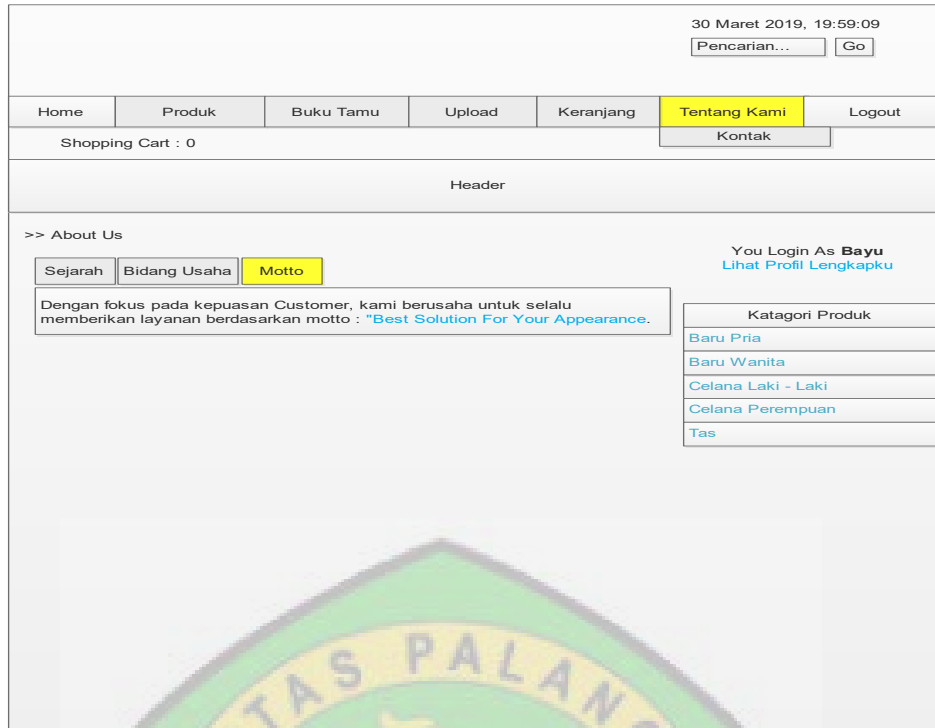 30 Maret 2019, 19:59:09
Pencarian... Go
Home Produk Buku Tamu Upload Keranjang Tentang Kami Logout
Shopping Cart : 0 Kontak
Header
>> About Us
You Login As Bayu
Lihat Profil Lengkapku
Sejarah Bidang Usaha Motto
Dengan fokus pada kepuasan Customer, kami berusaha untuk selalu
memberikan layanan berdasarkan motto : "Best Solution For Your Appearance.
Katagori Produk
Baru Pria
Baru Wanita
Celana Laki - Laki
Celana Perempuan
Tas
TAS PALANG